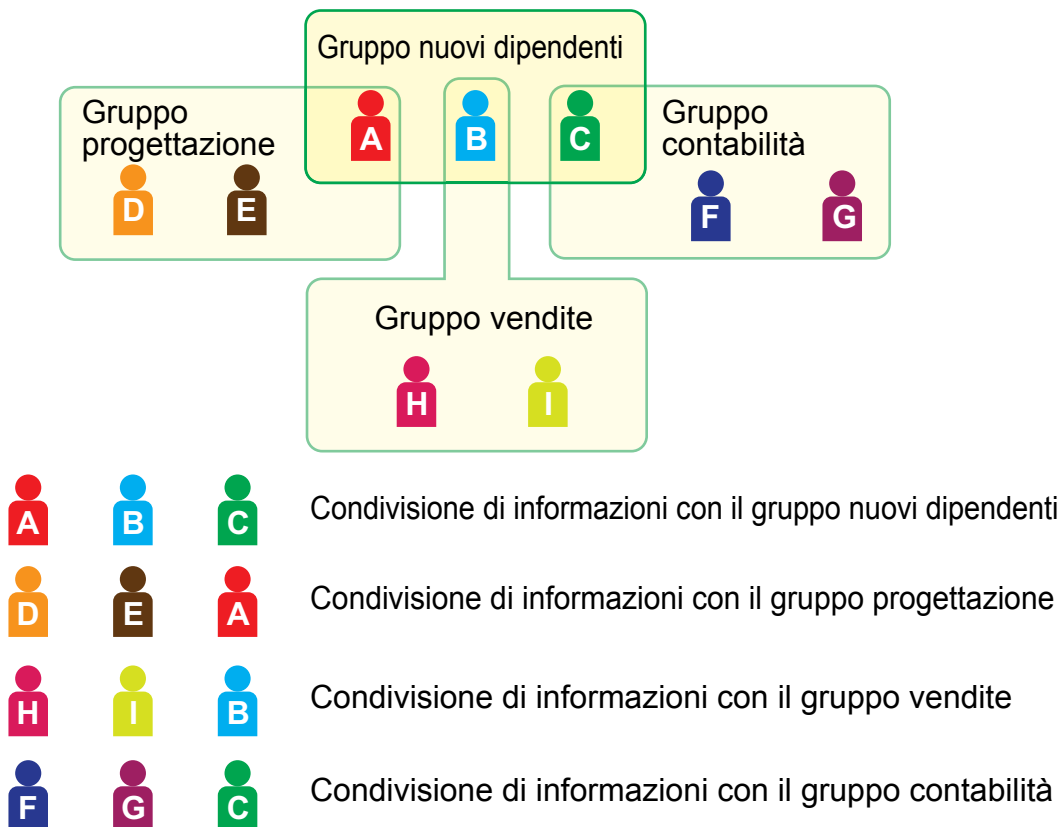 Gruppo nuovi dipendenti
Gruppo
progettazione
A
B
C
Gruppo
contabilità
D
E
F
G
Gruppo vendite
H
I
A B C Condivisione di informazioni con il gruppo nuovi dipendenti
D E A Condivisione di informazioni con il gruppo progettazione
H I B Condivisione di informazioni con il gruppo vendite
F G C Condivisione di informazioni con il gruppo contabilità